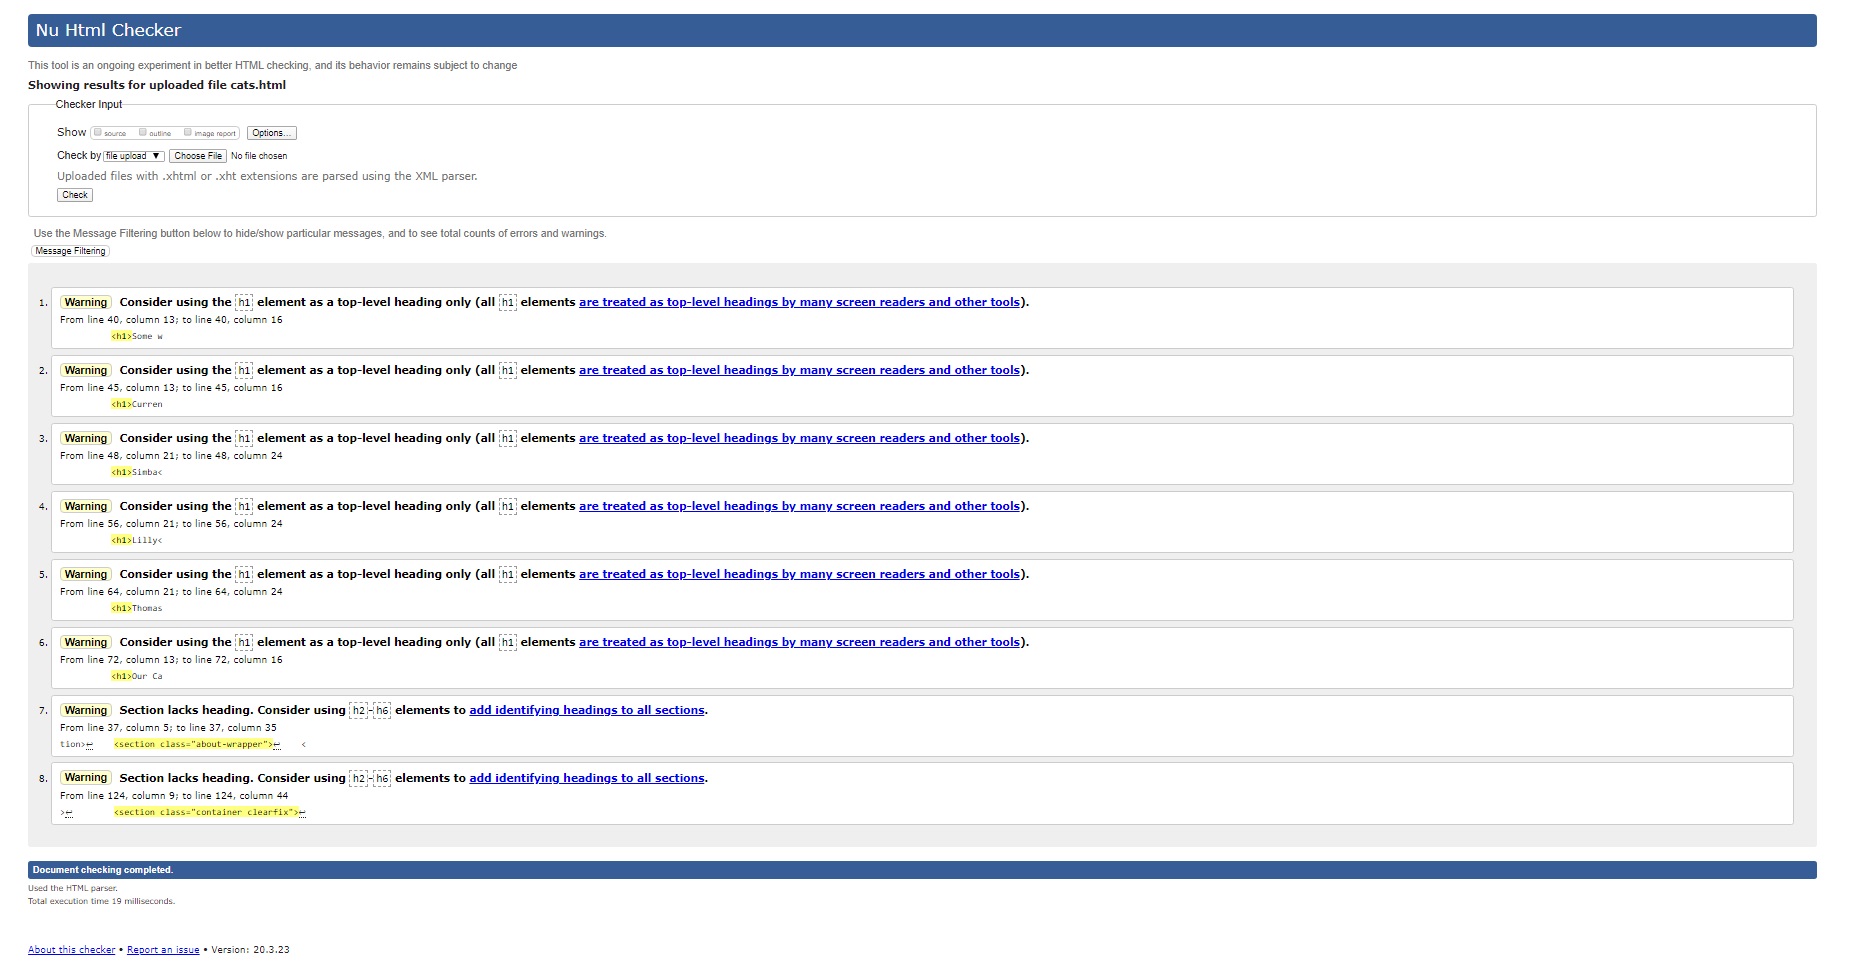 Nu Html Checker
This tool is an ongoing experiment in better HTML checking, and its behavior remains subject to change
Showing results for uploaded file cats.html
Checker Input
Show source outline image report Options...
Check by file upload ▼ Choose File No file chosen
Uploaded files with .xhtml or .xht extensions are parsed using the XML parser.
Check
Use the Message Filtering button below to hide/show particular messages, and to see total counts of errors and warnings.
Message Filtering
1. Warning Consider using the h1 element as a top-level heading only (all h1 elements are treated as top-level headings by many screen readers and other tools).
From line 40, column 13; to line 40, column 16
<h1>Some w
2. Warning Consider using the h1 element as a top-level heading only (all h1 elements are treated as top-level headings by many screen readers and other tools).
From line 45, column 13; to line 45, column 16
<h1>Curren
3. Warning Consider using the h1 element as a top-level heading only (all h1 elements are treated as top-level headings by many screen readers and other tools).
From line 48, column 21; to line 48, column 24
<h1>Simba<
4. Warning Consider using the h1 element as a top-level heading only (all h1 elements are treated as top-level headings by many screen readers and other tools).
From line 56, column 21; to line 56, column 24
<h1>Lilly<
5. Warning Consider using the h1 element as a top-level heading only (all h1 elements are treated as top-level headings by many screen readers and other tools).
From line 64, column 21; to line 64, column 24
<h1>Thomas
6. Warning Consider using the h1 element as a top-level heading only (all h1 elements are treated as top-level headings by many screen readers and other tools).
From line 72, column 13; to line 72, column 16
<h1>Our Ca
7. Warning Section lacks heading. Consider using h2-h6 elements to add identifying headings to all sections.
From line 37, column 5; to line 37, column 35
tion>↩ <section class="about-wrapper">↩ <
8. Warning Section lacks heading. Consider using h2-h6 elements to add identifying headings to all sections.
From line 124, column 9; to line 124, column 44
>↩ <section class="container clearfix">↩
Document checking completed.
Used the HTML parser.
Total execution time 19 milliseconds.
About this checker • Report an issue • Version: 20.3.23